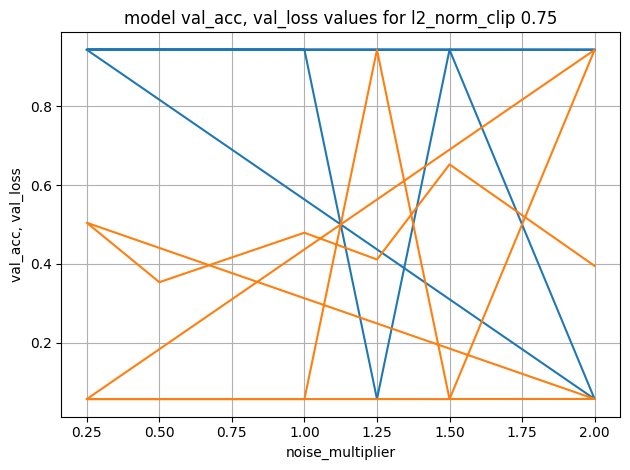 model val_acc, val_loss values for l2_norm_clip 0.75
val_acc, val_loss
0.8
0.6
0.4
0.2
0.25 0.50 0.75 1.00 1.25 1.50 1.75 2.00
noise_multiplier